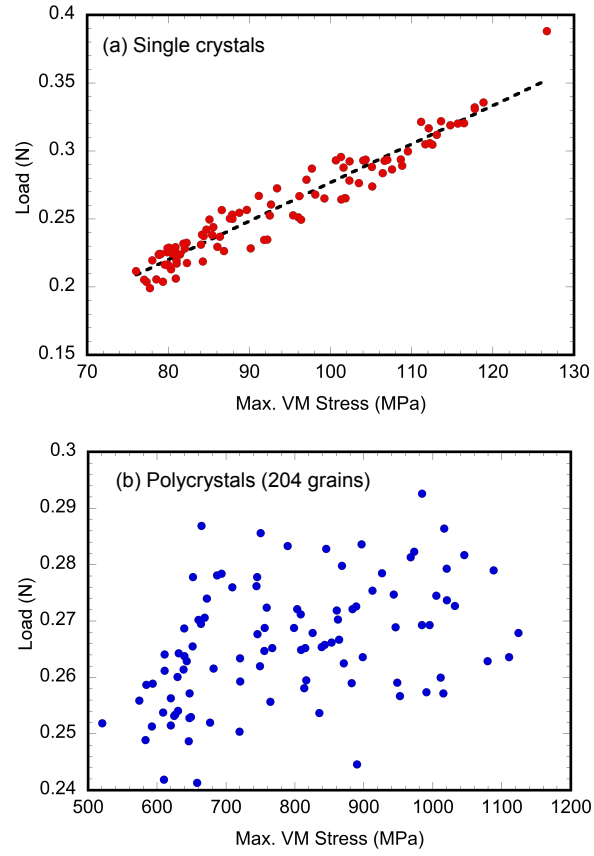 (a) Single crystals
0.4
0.35
0.3
0.25
0.2
0.15
Load (N)
70 80 90 100 110 120 130
Max. VM Stress (MPa)
(b) Polycrystals (204 grains)
0.3
0.29
0.28
0.27
0.26
0.25
0.24
Load (N)
500 600 700 800 900 1000 1100 1200
Max. VM Stress (MPa)